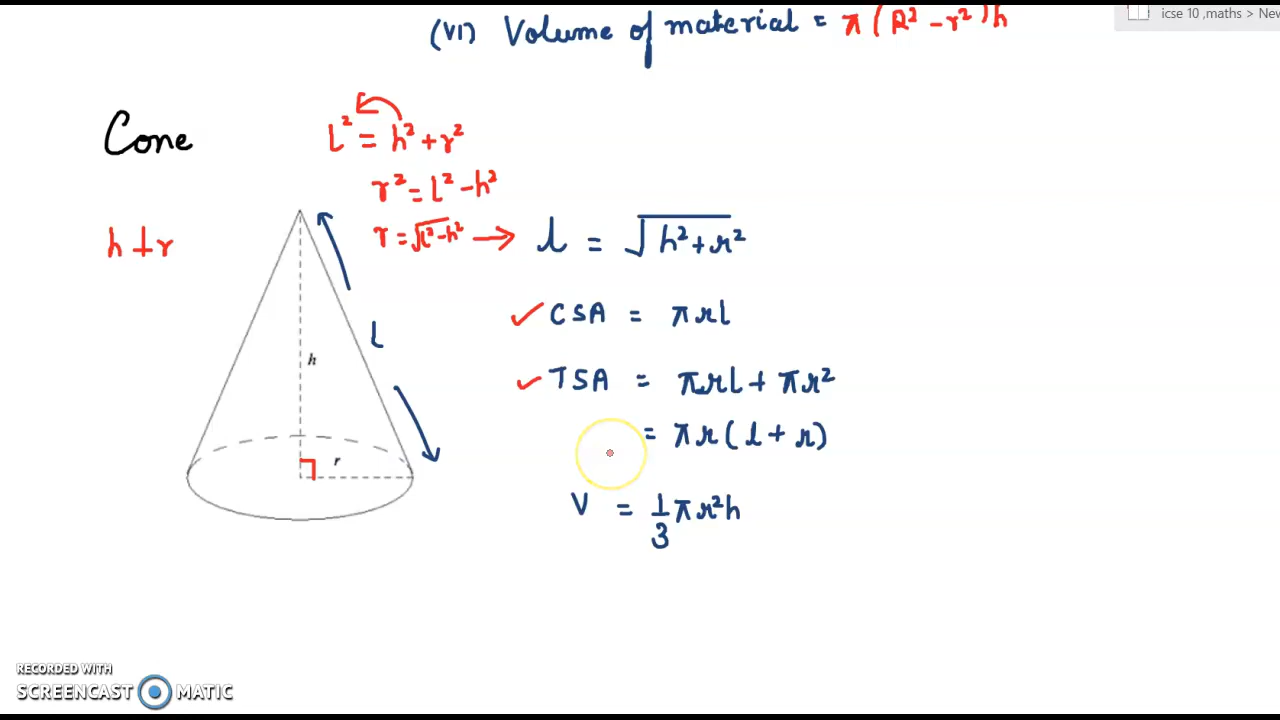 (VI) Volume of material = π(R² - r²)h
icse 10 ,maths > New
Cone
l² = h² + r²
r² = l² - h²
h ⊥ r
r = √l² - h² → l = √h² + r²
✓ CSA = πrl
l
h
✓ TSA = πrl + πr²
= πr(l + r)
r
V = 1/3 πr²h
RECORDED WITH
SCREENCAST MATIC